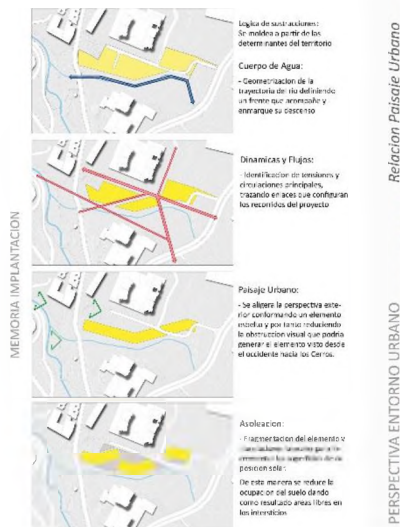 MEMORIA IMPLANTACION
Logica de sustracciones:
Se moldea a partir de las
determinantes del territorio
Cuerpo de Agua:
- Geometrizacion de la
trayectoria del rio definiendo
un frente que acompañe y
enmarque su descenso
Dinamicas y Flujos:
- Identificacion de tensiones y
circulaciones principales,
trazando enlaces que configuran
los recorridos del proyecto
Paisaje Urbano:
- Se aligera la perspectiva exte-
rior conformando un elemento
esbelto y por tanto reduciendo
la obstruccion visual que podria
generar el elemento visto desde
el occidente hacia los Cerros.
Asoleacion:
- Fragmentacion del elemento y
posicion solar.
De esta manera se reduce la
ocupacion del suelo dando
como resultado areas libres en
los intersticios
Relacion Paisaje Urbano
PERSPECTIVA ENTORNO URBANO